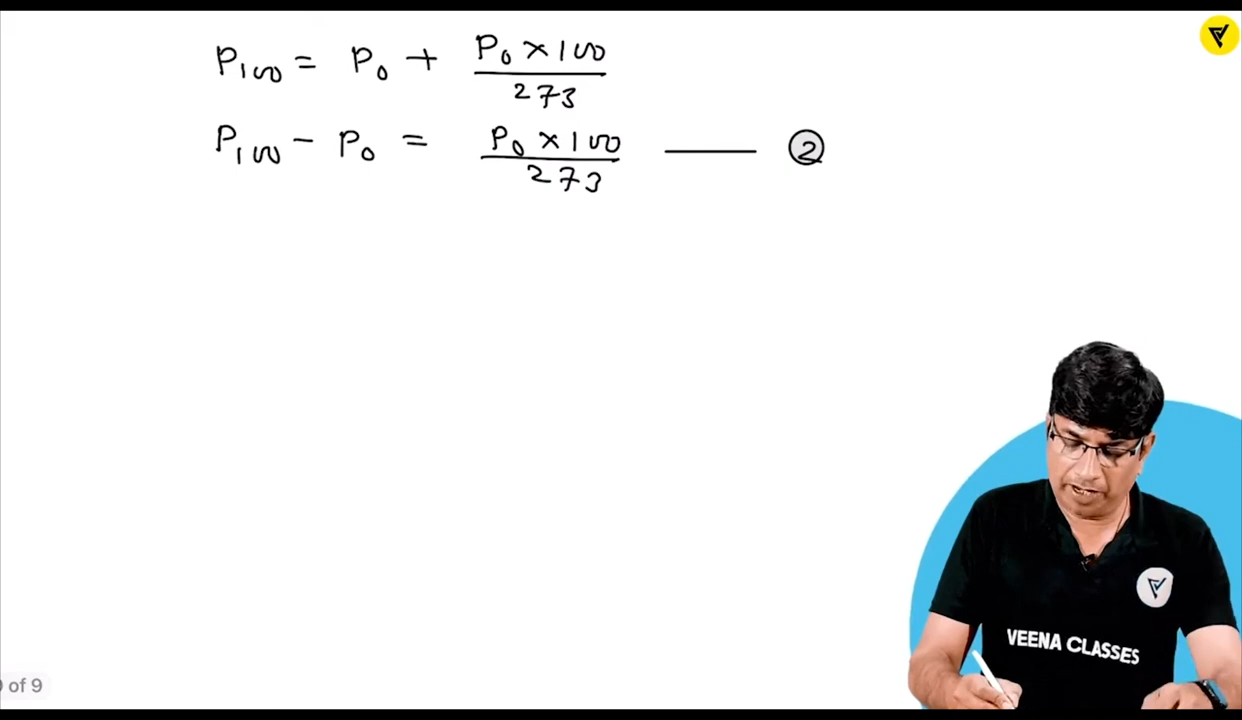 P₁₀₀ = P₀ + P₀ × 100 / 273
P₁₀₀ − P₀ = P₀ × 100 / 273 —— ②
VEENA CLASSES
of 9